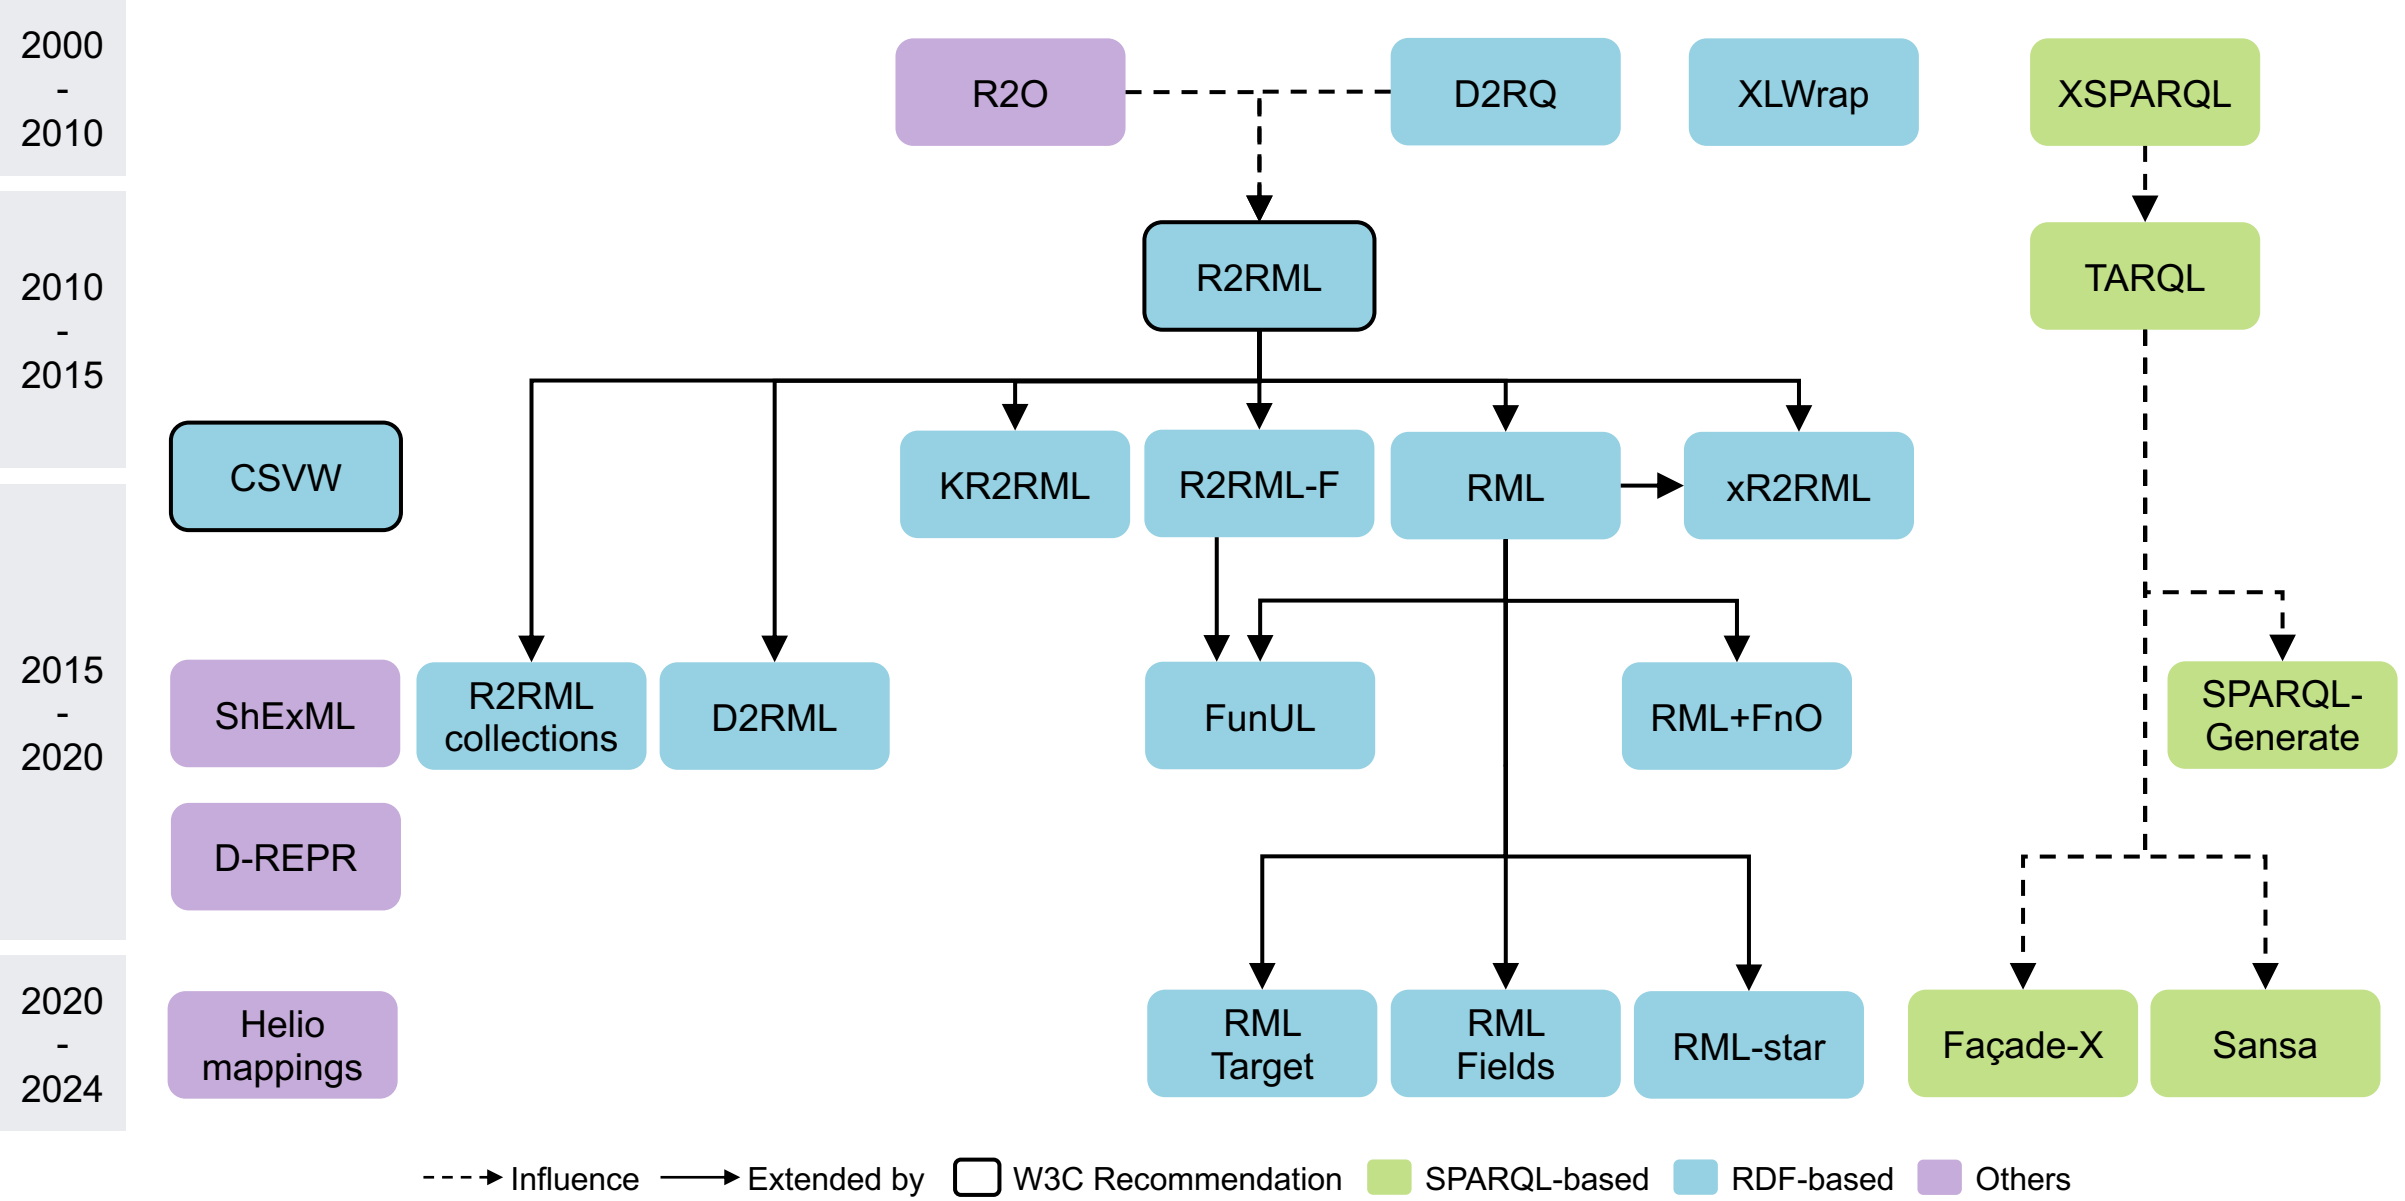 2000
-
2010
R2O
D2RQ
XLWrap
XSPARQL
2010
-
2015
R2RML
TARQL
CSVW
KR2RML
R2RML-F
RML
xR2RML
2015
-
2020
ShExML
R2RML
collections
D2RML
FunUL
RML+FnO
SPARQL-
Generate
D-REPR
2020
-
2024
Helio
mappings
RML
Target
RML
Fields
RML-star
Façade-X
Sansa
Influence
Extended by
W3C Recommendation
SPARQL-based
RDF-based
Others